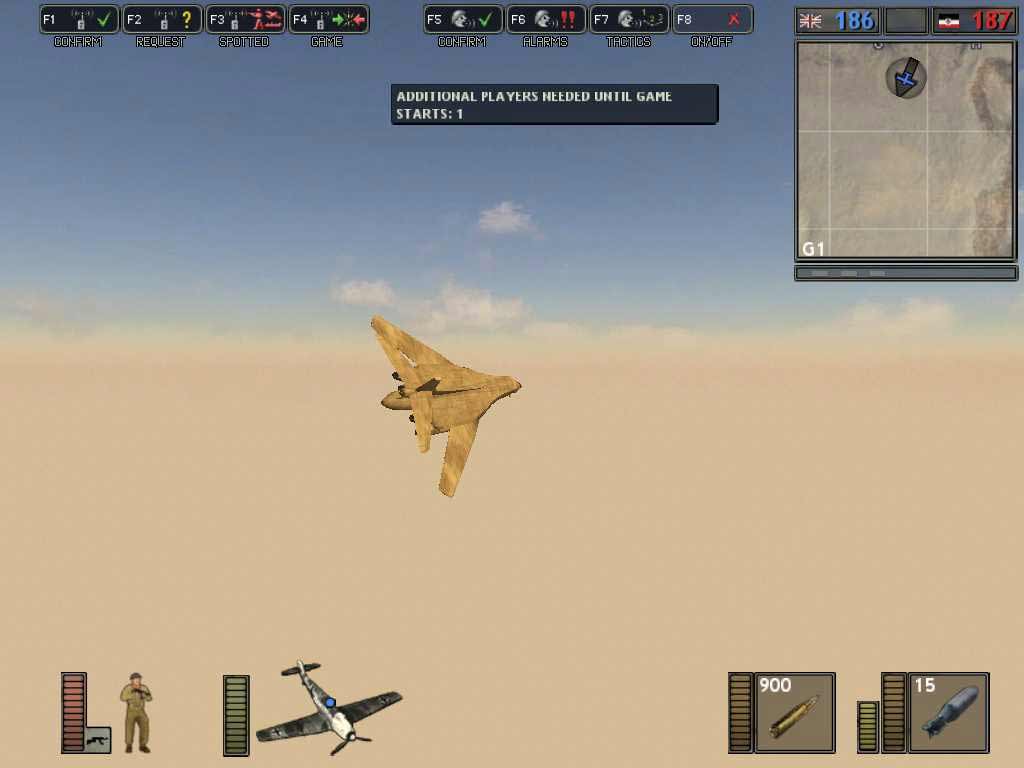 F1
F2 ?
F3
F4
F5
F6 !!
F7
F8 X
CONFIRM
REQUEST
SPOTTED
GAME
CONFIRM
ALARMS
TACTICS
ON/OFF
186
187
ADDITIONAL PLAYERS NEEDED UNTIL GAME
STARTS: 1
G1
900
15